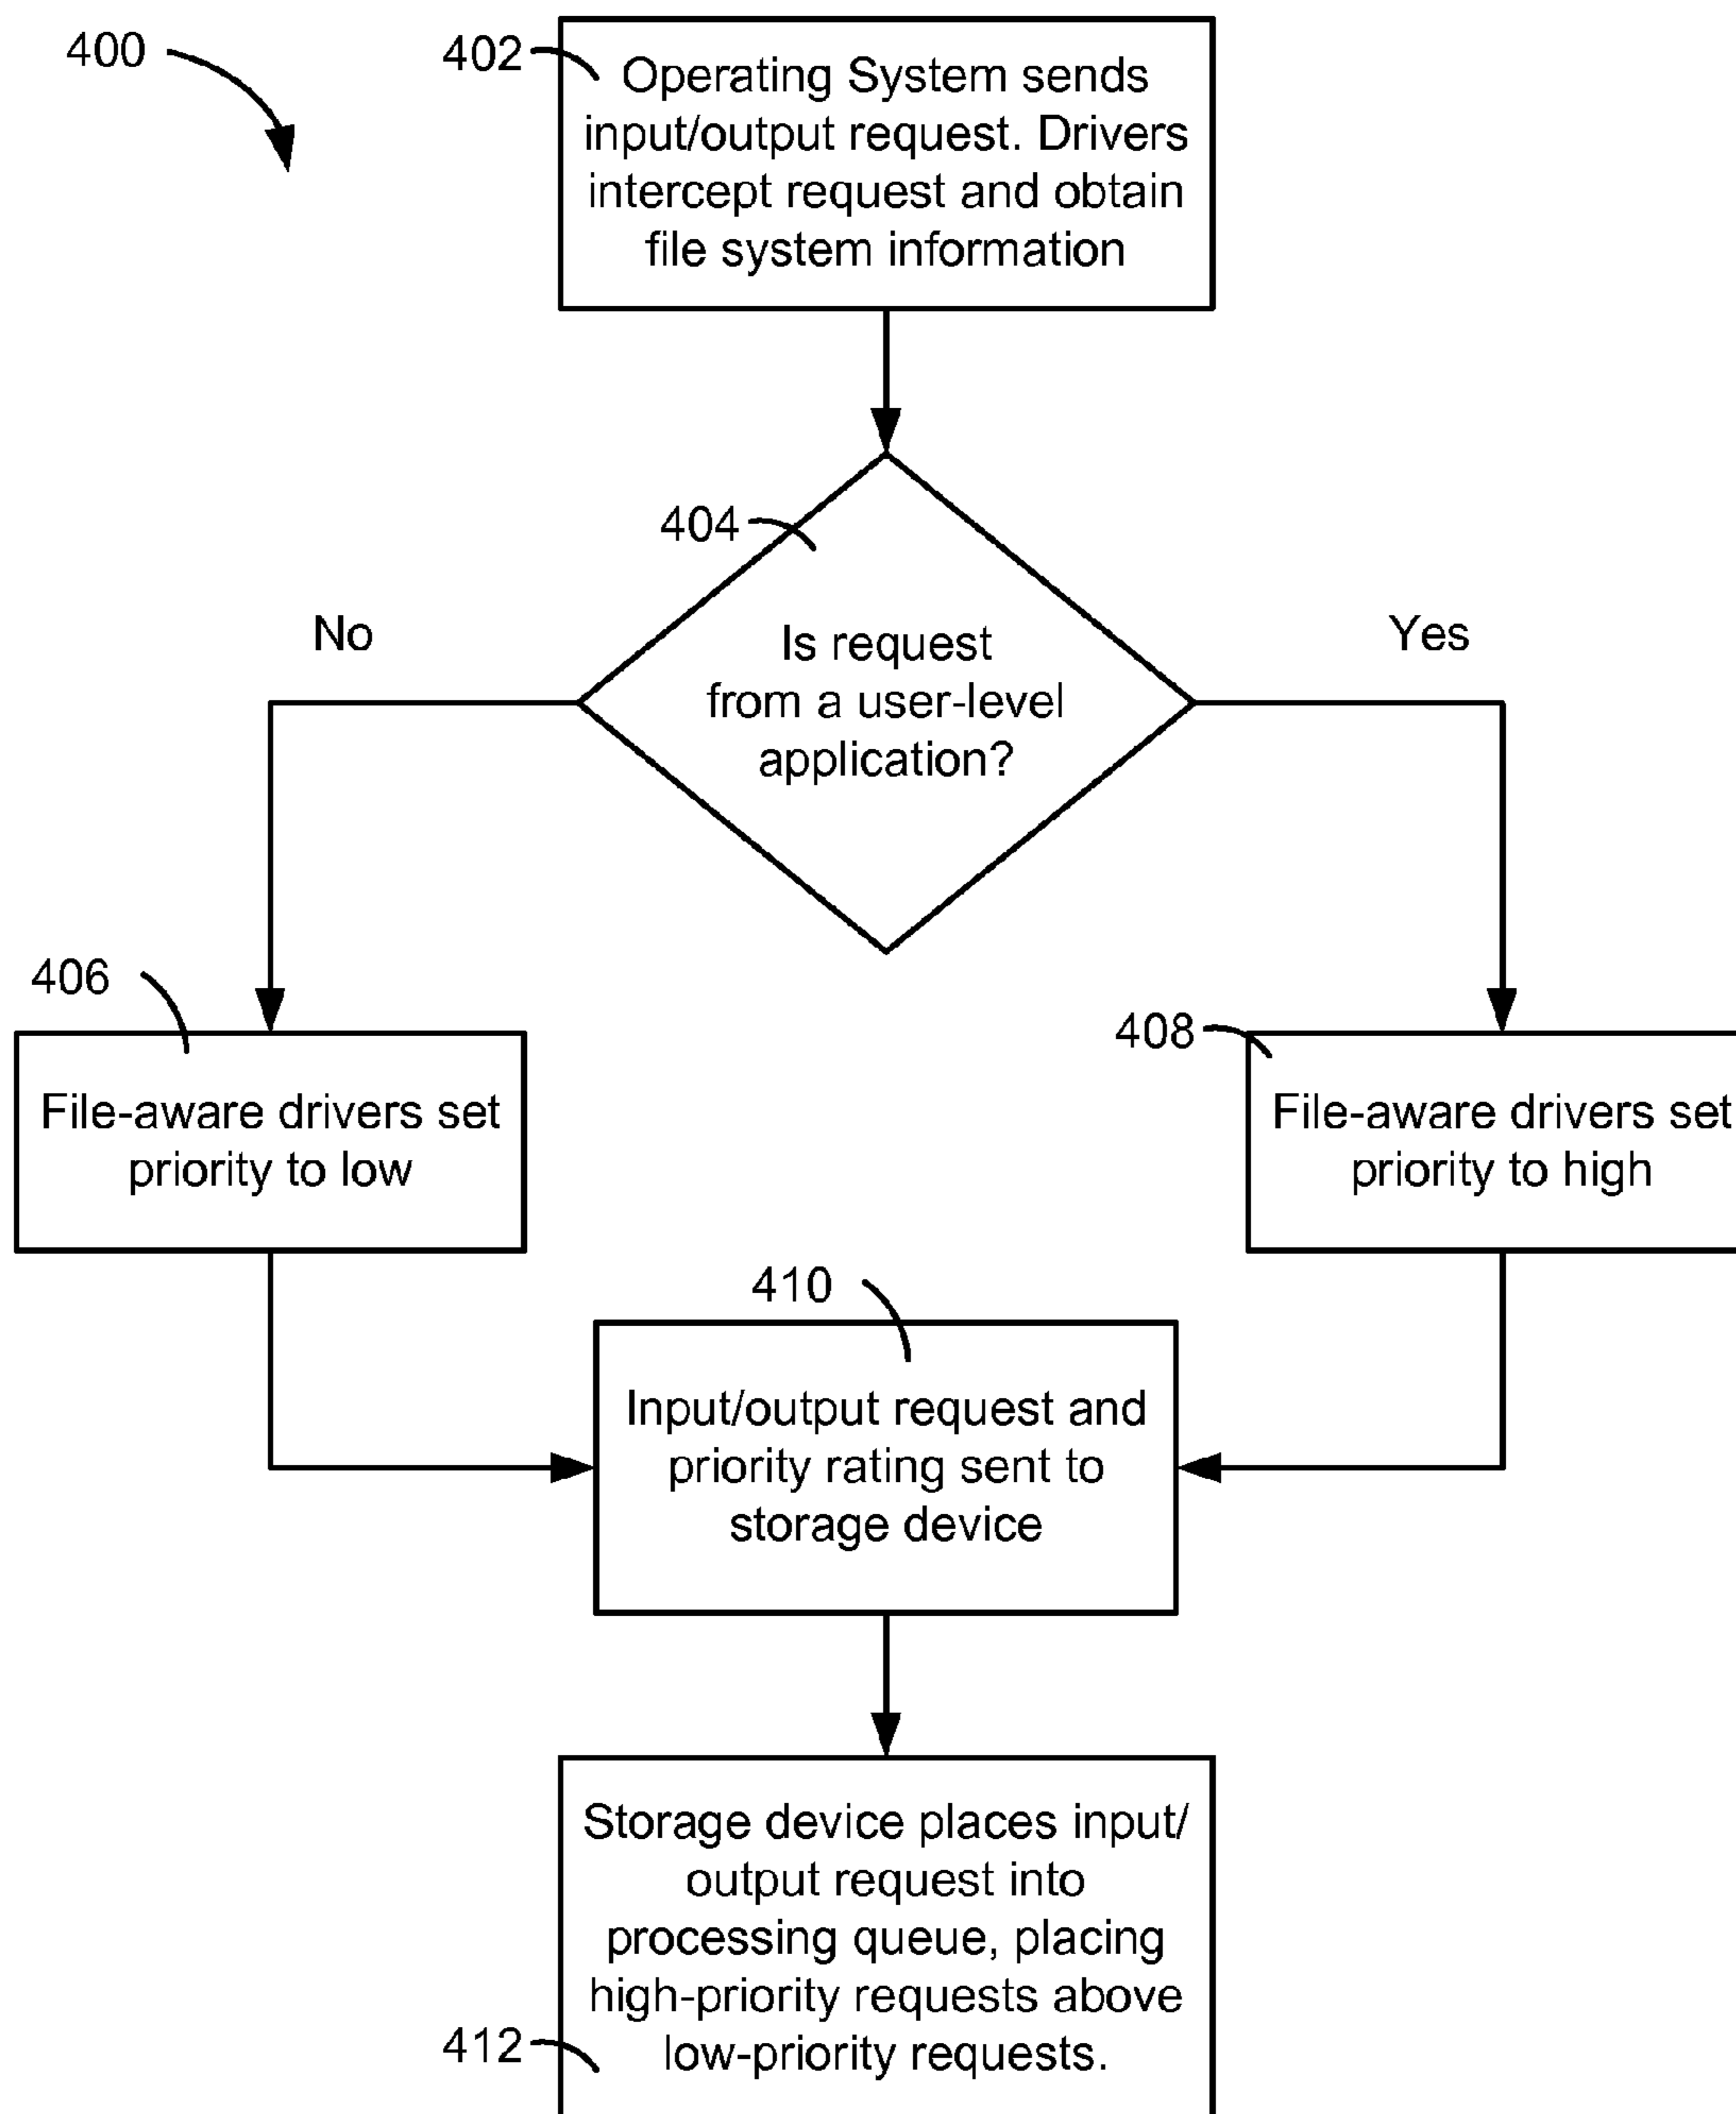 400
402
Operating System sends
input/output request. Drivers
intercept request and obtain
file system information
404
No
Yes
Is request
from a user-level
application?
406
408
File-aware drivers set
priority to low
File-aware drivers set
priority to high
410
Input/output request and
priority rating sent to
storage device
Storage device places input/
output request into
processing queue, placing
high-priority requests above
low-priority requests.
412